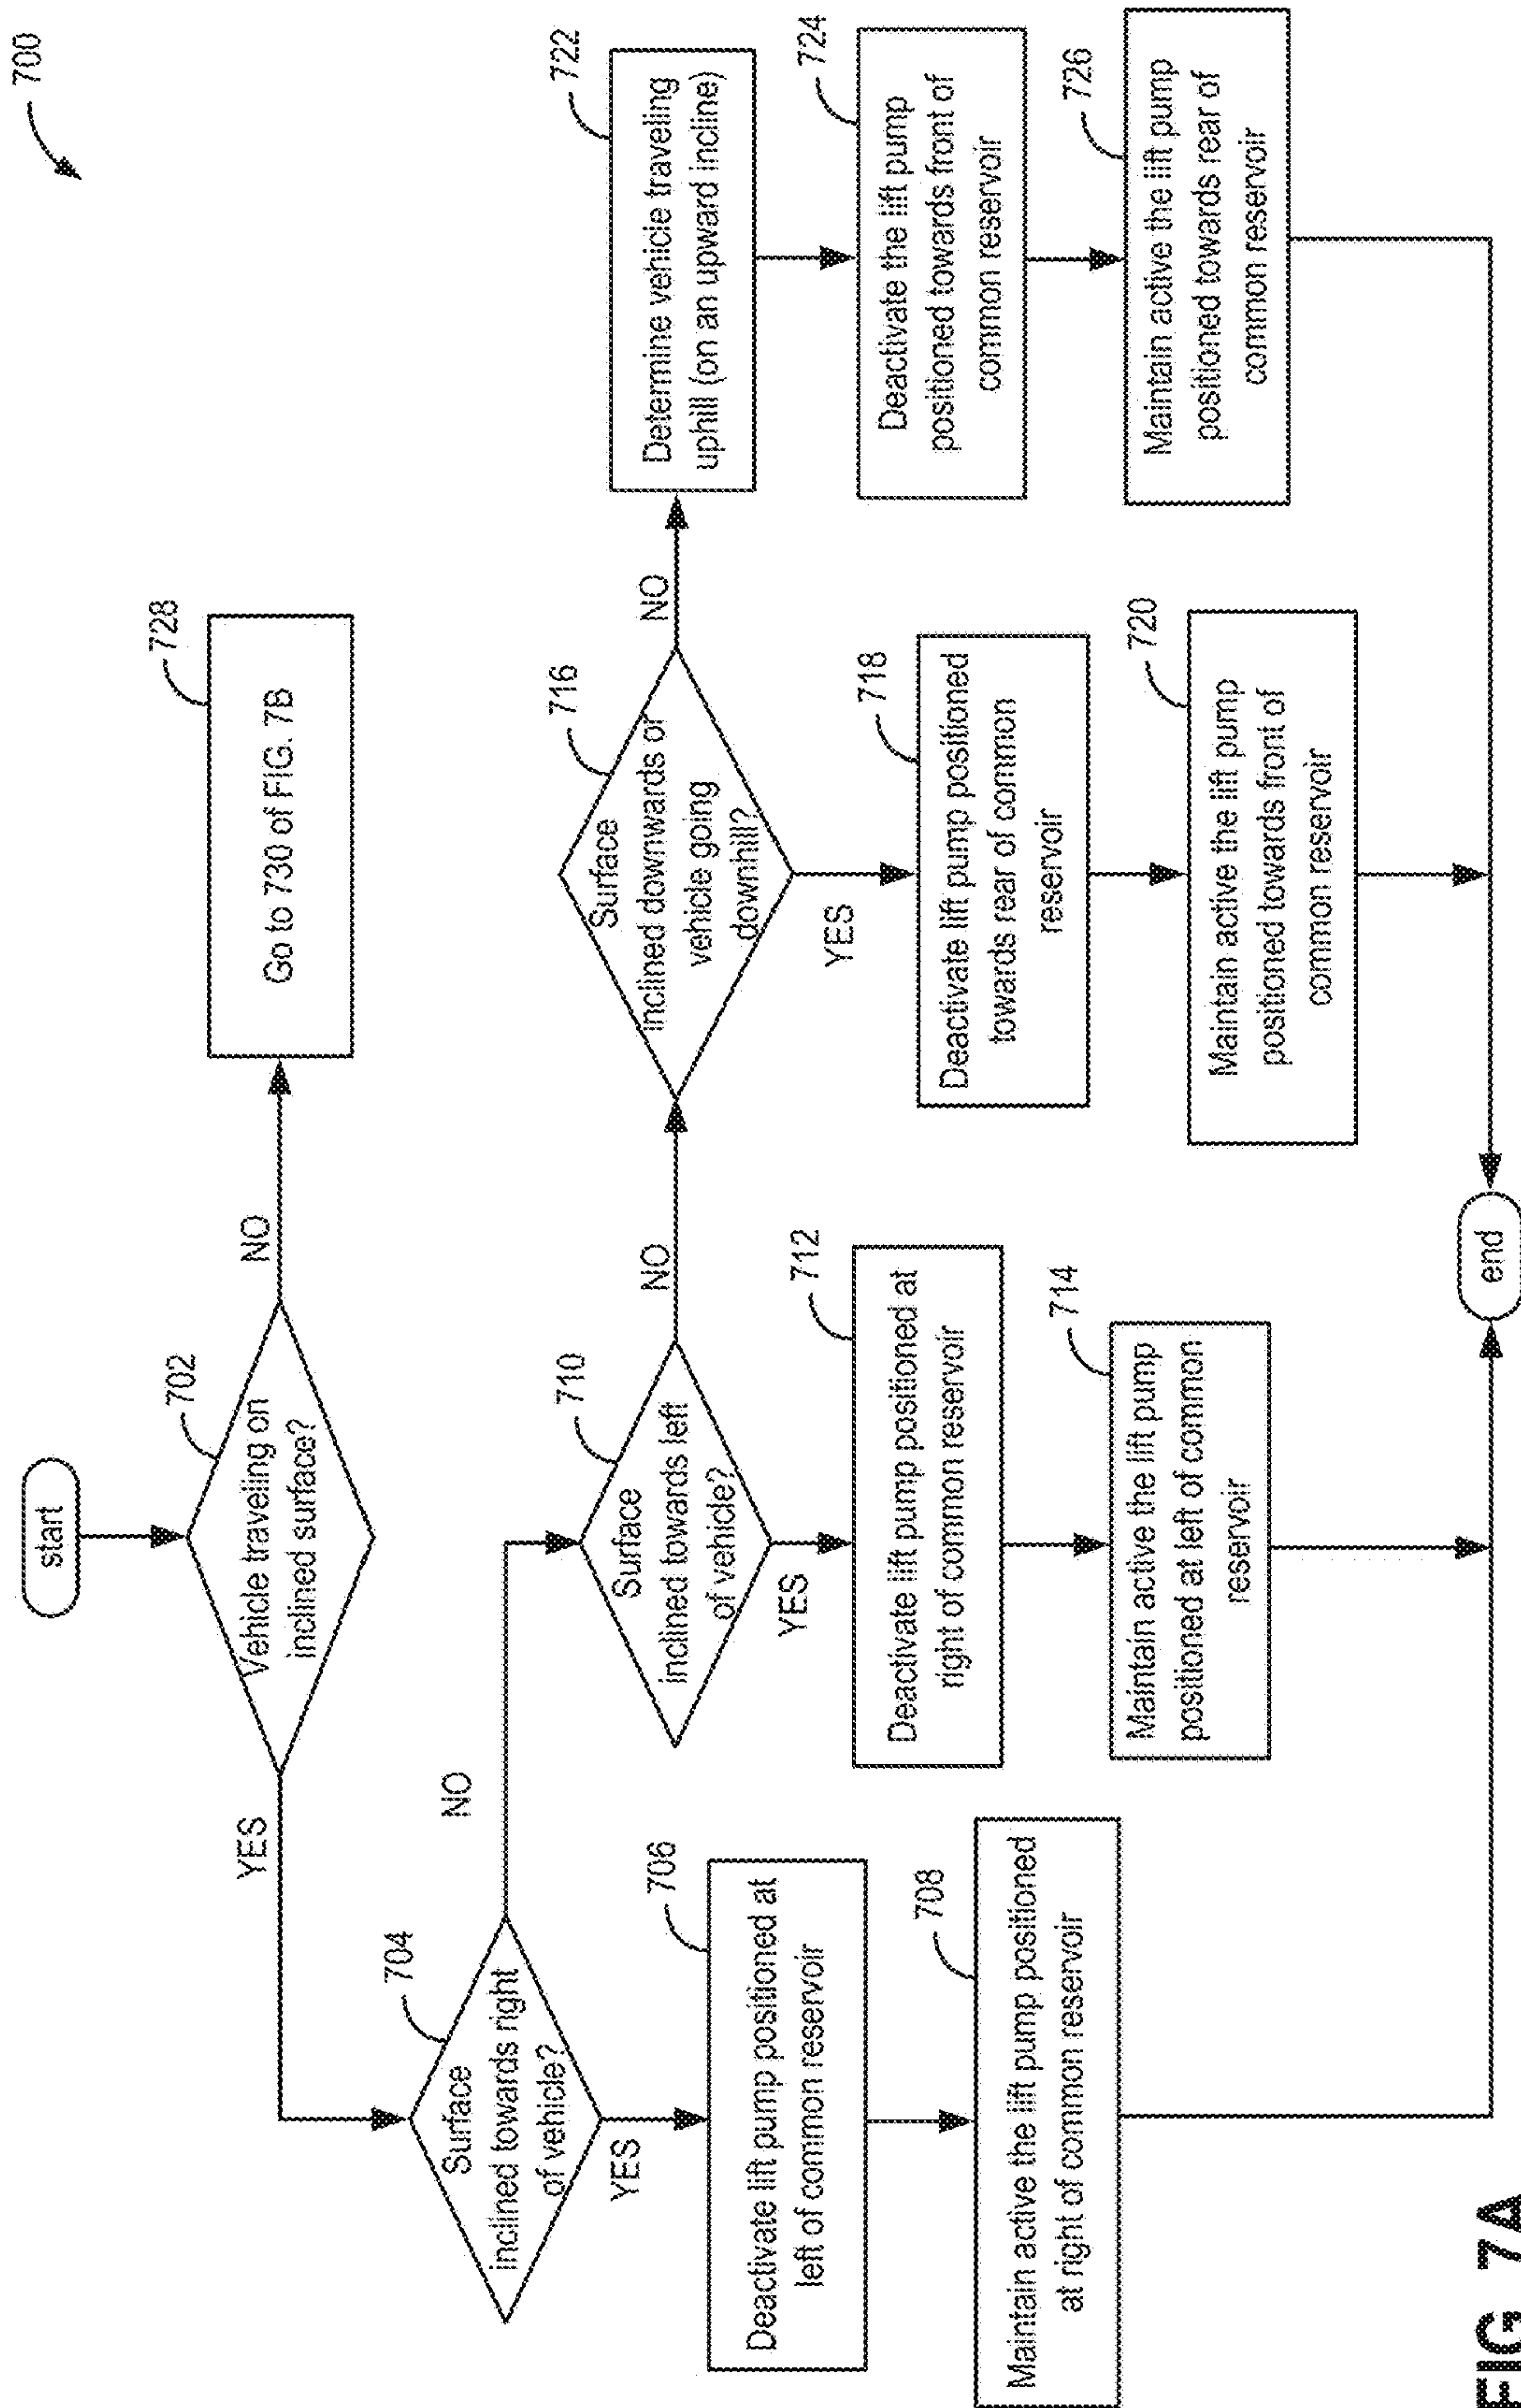 700
start
702
Vehicle traveling on
inclined surface?
YES
NO
728
Go to 730 of FIG. 7B
704
Surface
inclined towards right
of vehicle?
NO
YES
706
Deactivate lift pump positioned at
left of common reservoir
708
Maintain active the lift pump positioned
at right of common reservoir
710
Surface
inclined towards left
of vehicle?
NO
YES
712
Deactivate lift pump positioned at
right of common reservoir
714
Maintain active the lift pump
positioned at left of common
reservoir
716
Surface
inclined downwards or
vehicle going
downhill?
NO
YES
718
Deactivate lift pump positioned
towards rear of common
reservoir
720
Maintain active the lift pump
positioned towards front of
common reservoir
722
Determine vehicle traveling
uphill (on an upward incline)
724
Deactivate the lift pump
positioned towards front of
common reservoir
726
Maintain active the lift pump
positioned towards rear of
common reservoir
end
FIG. 7A